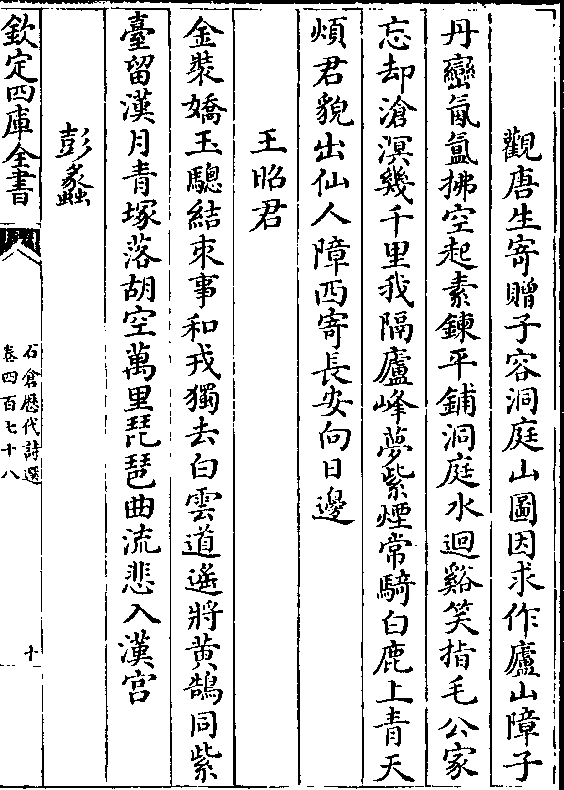 觀唐生寄贈子容洞庭山圖因求作廬山障子
丹巒氤氲拂空起素鍊平鋪洞庭水迴谿笑指毛公家
忘却滄溟幾千里我隔廬峰夢紫煙常騎白鹿上青天
煩君貌出仙人障西寄長安向日邊
王昭君
金裝嬌玉驄結束事和戎獨去白雲道遙將黄鵠同紫
臺留漢月青塚落胡空萬里琵琶曲流悲入漢宫
彭蠡
欽定四庫全書
石倉歷代詩選
卷四百七十八
十